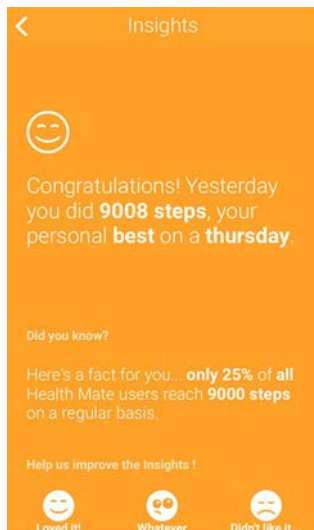 Insights
Congratulations! Yesterday
you did 9008 steps, your
personal best on a thursday.
Did you know?
Here's a fact for you... only 25% of all
Health Mate users reach 9000 steps
on a regular basis.
Help us improve the Insights !
Loved it! Whatever Didn't like it